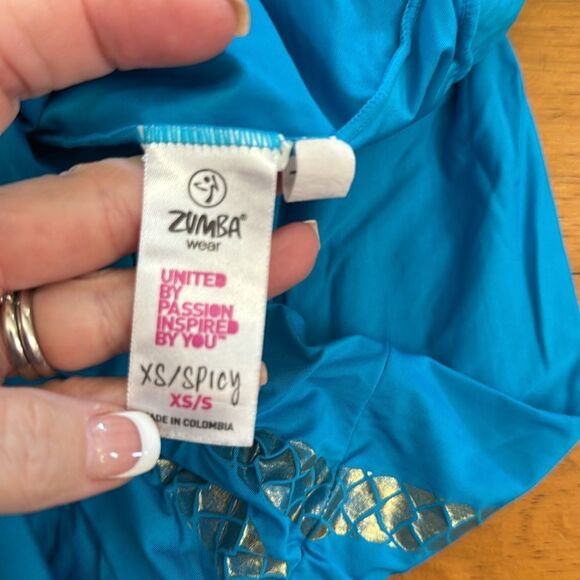 ZUMBA®
wear
UNITED
BY
PASSION
INSPIRED
BY YOU™
XS/SPICY
XS/S
MADE IN COLOMBIA